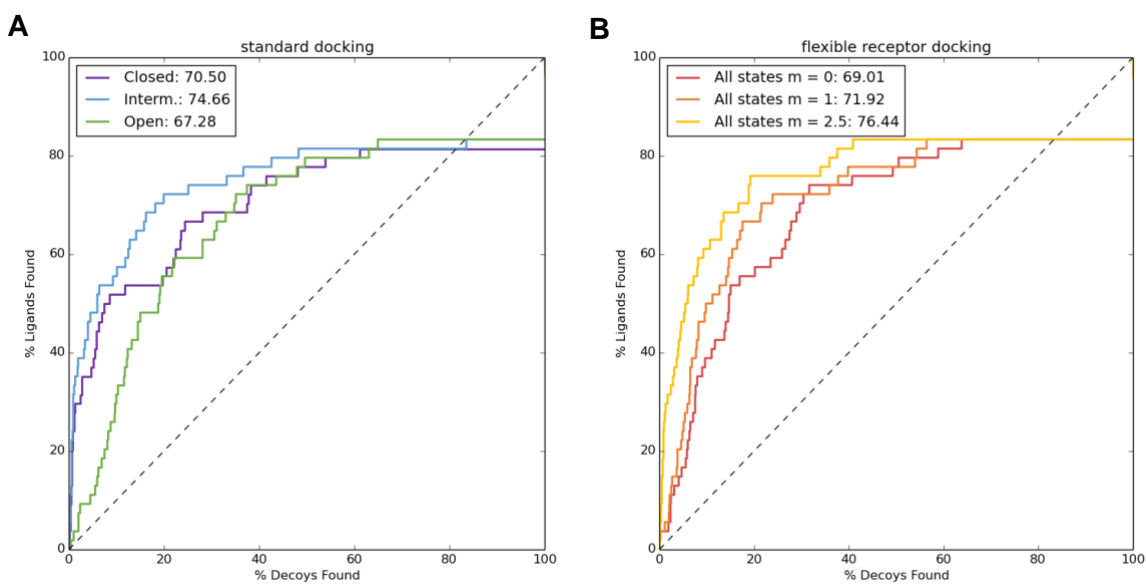 A
standard docking
Closed: 70.50
Interm.: 74.66
Open: 67.28
100
80
60
40
20
0
0 20 40 60 80 100
% Ligands Found
% Decoys Found
B
flexible receptor docking
All states m = 0: 69.01
All states m = 1: 71.92
All states m = 2.5: 76.44
100
80
60
40
20
0
0 20 40 60 80 100
% Ligands Found
% Decoys Found